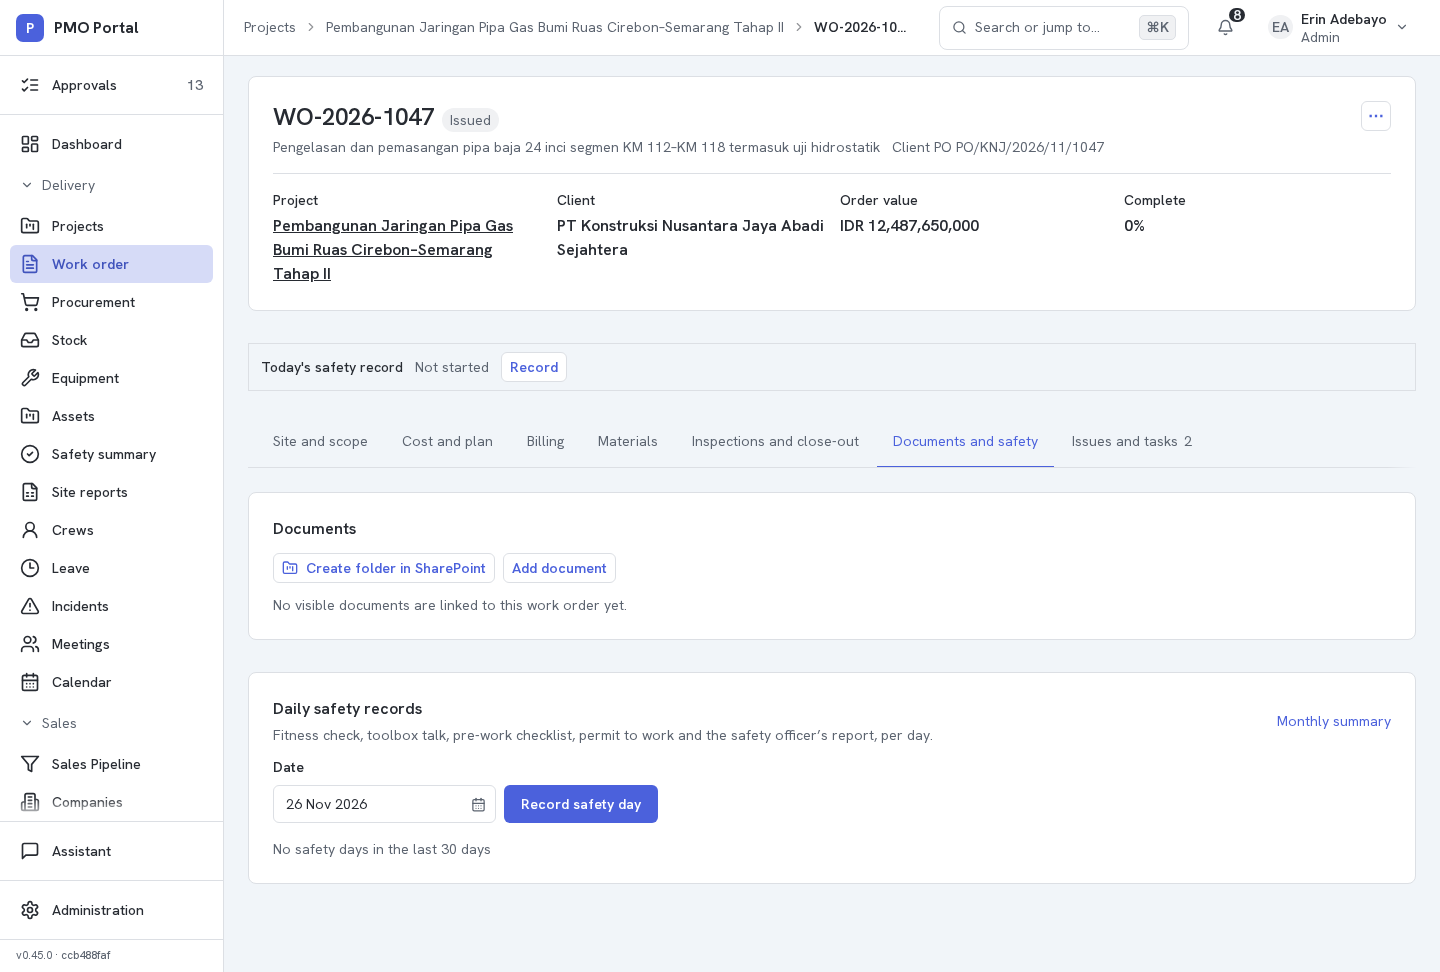 P PMO Portal
Projects > Pembangunan Jaringan Pipa Gas Bumi Ruas Cirebon–Semarang Tahap II > WO-2026-10...
Search or jump to... ⌘K
8
EA
Erin Adebayo
Admin
Approvals 13
Dashboard
Delivery
Projects
Work order
Procurement
Stock
Equipment
Assets
Safety summary
Site reports
Crews
Leave
Incidents
Meetings
Calendar
Sales
Sales Pipeline
Companies
Assistant
Administration
v0.45.0 · ccb488faf
WO-2026-1047 Issued
Pengelasan dan pemasangan pipa baja 24 inci segmen KM 112–KM 118 termasuk uji hidrostatik Client PO PO/KNJ/2026/11/1047
Project
Pembangunan Jaringan Pipa Gas
Bumi Ruas Cirebon–Semarang
Tahap II
Client
PT Konstruksi Nusantara Jaya Abadi
Sejahtera
Order value
IDR 12,487,650,000
Complete
0%
Today's safety record Not started Record
Site and scope Cost and plan Billing Materials Inspections and close-out Documents and safety Issues and tasks 2
Documents
Create folder in SharePoint Add document
No visible documents are linked to this work order yet.
Daily safety records
Fitness check, toolbox talk, pre-work checklist, permit to work and the safety officer’s report, per day.
Monthly summary
Date
26 Nov 2026 Record safety day
No safety days in the last 30 days